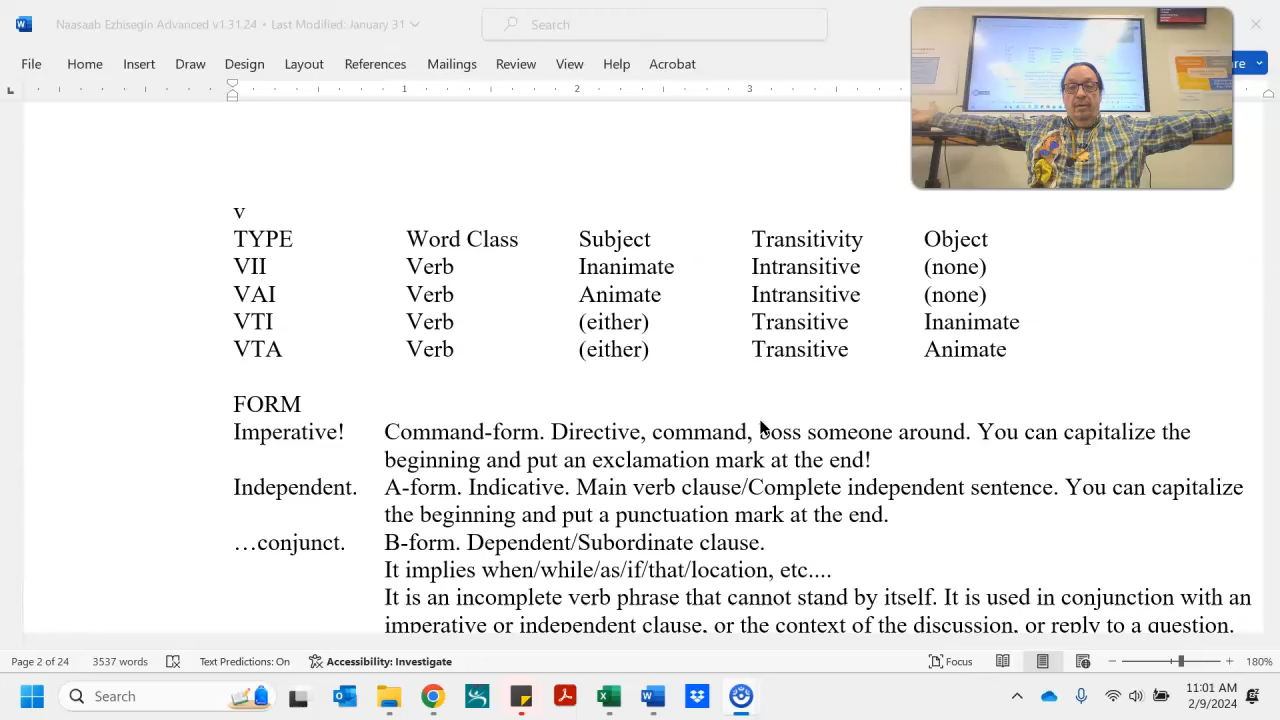 Naasaab Ezhisegin Advanced v1.31.24 • Last Modified: January 31
Search
File Home Insert Draw Design Layout References Mailings Review View Help Acrobat
1 2 3
v
TYPE Word Class Subject Transitivity Object
VII Verb Inanimate Intransitive (none)
VAI Verb Animate Intransitive (none)
VTI Verb (either) Transitive Inanimate
VTA Verb (either) Transitive Animate
FORM
Imperative! Command-form. Directive, command, boss someone around. You can capitalize the
beginning and put an exclamation mark at the end!
Independent. A-form. Indicative. Main verb clause/Complete independent sentence. You can capitalize
the beginning and put a punctuation mark at the end.
…conjunct. B-form. Dependent/Subordinate clause.
It implies when/while/as/if/that/location, etc....
It is an incomplete verb phrase that cannot stand by itself. It is used in conjunction with an
imperative or independent clause, or the context of the discussion, or reply to a question.
Page 2 of 24 3537 words Text Predictions: On Accessibility: Investigate Focus 180%
Search
11:01 AM
2/9/2024